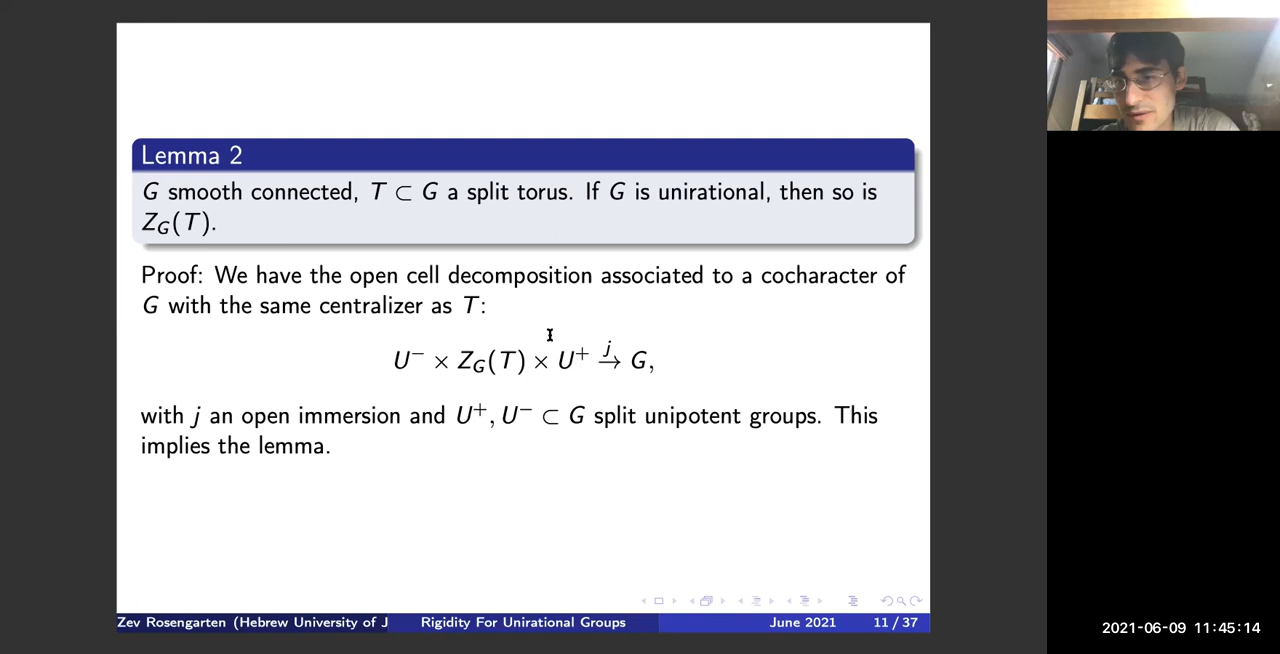 Lemma 2
G smooth connected, T ⊂ G a split torus. If G is unirational, then so is
Z_G(T).
Proof: We have the open cell decomposition associated to a cocharacter of
G with the same centralizer as T:
U⁻ × Z_G(T) × U⁺ →ʲ G,
with j an open immersion and U⁺, U⁻ ⊂ G split unipotent groups. This
implies the lemma.
Zev Rosengarten (Hebrew University of J
Rigidity For Unirational Groups
June 2021
11 / 37
2021-06-09 11:45:14